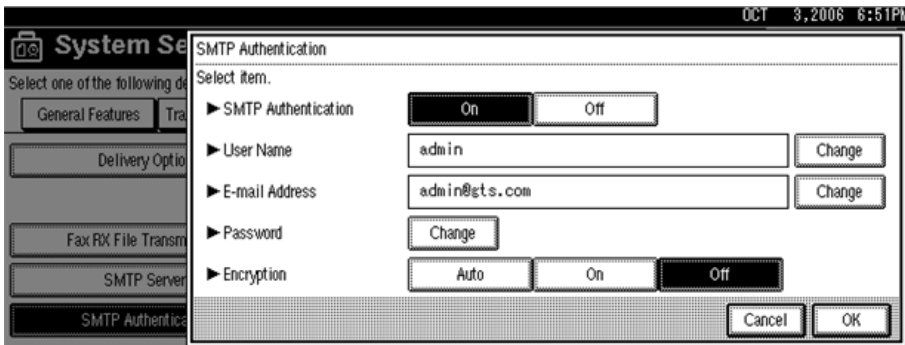 OCT 3,2006 6:51P
System Se
SMTP Authentication
Select one of the following de
Select item.
General Features
Tra
► SMTP Authentication On Off
Delivery Optio
► User Name admin Change
► E-mail Address admin@gts.com Change
Fax RX File Transm
► Password Change
SMTP Server
► Encryption Auto On Off
SMTP Authentica
Cancel OK